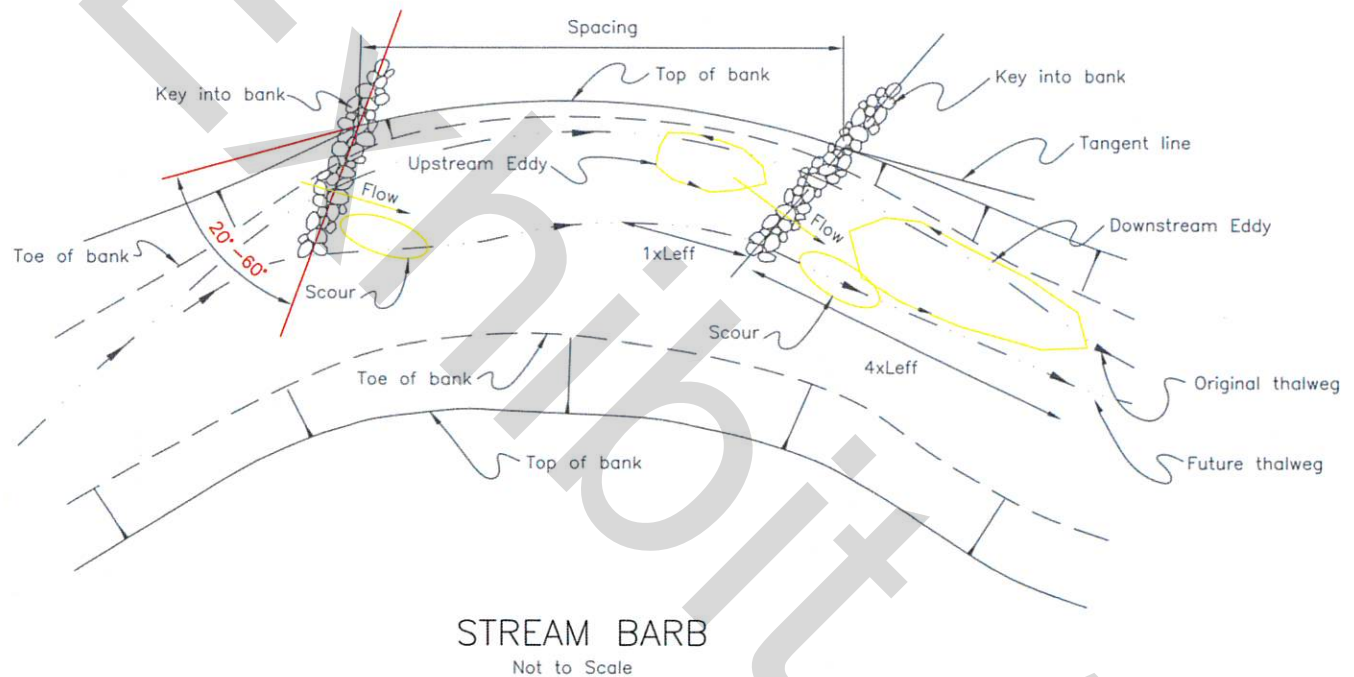 Spacing
Top of bank
Key into bank
Key into bank
Tangent line
Upstream Eddy
Flow
Flow
Downstream Eddy
Toe of bank
20°-60°
1xLeff
Scour
Scour
4xLeff
Toe of bank
Original thalweg
Top of bank
Future thalweg
STREAM BARB
Not to Scale
Exhibit